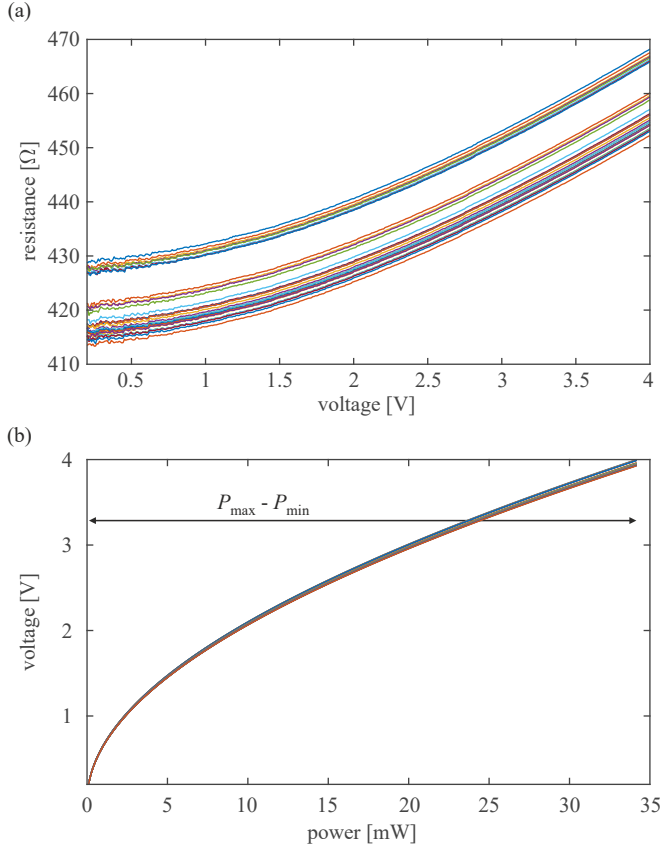 (a)
470
460
450
440
430
420
410
resistance [Ω]
0.5 1 1.5 2 2.5 3 3.5 4
voltage [V]
(b)
4
3
2
1
voltage [V]
P_max - P_min
0 5 10 15 20 25 30 35
power [mW]